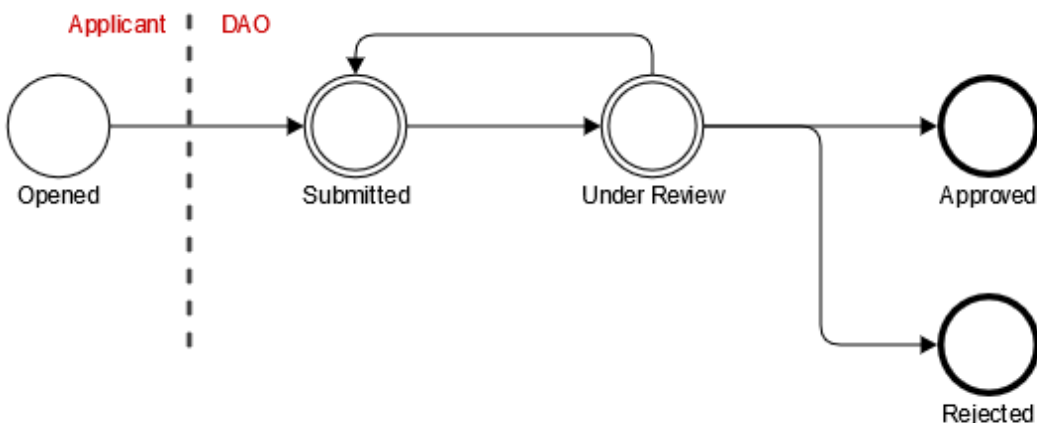 Applicant
DAO
Opened
Submitted
Under Review
Approved
Rejected